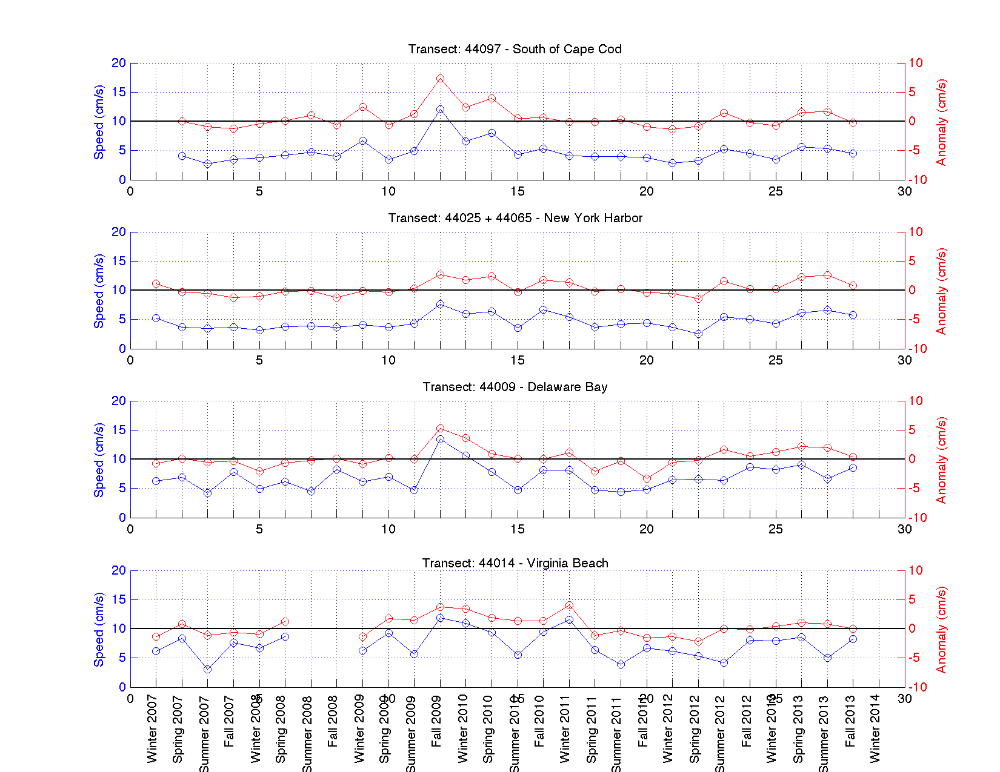 Transect: 44097 - South of Cape Cod
20
15
10
5
0
Speed (cm/s)
10
5
0
-5
-10
Anomaly (cm/s)
0 5 10 15 20 25 30
Transect: 44025 + 44065 - New York Harbor
20
15
10
5
0
Speed (cm/s)
10
5
0
-5
-10
Anomaly (cm/s)
0 5 10 15 20 25 30
Transect: 44009 - Delaware Bay
20
15
10
5
0
Speed (cm/s)
10
5
0
-5
-10
Anomaly (cm/s)
0 5 10 15 20 25 30
Transect: 44014 - Virginia Beach
20
15
10
5
0
Speed (cm/s)
10
5
0
-5
-10
Anomaly (cm/s)
0 5 10 15 20 25 30
Winter 2007
Spring 2007
Summer 2007
Fall 2007
Winter 2008
Spring 2008
Summer 2008
Fall 2008
Winter 2009
Spring 2009
Summer 2009
Fall 2009
Winter 2010
Spring 2010
Summer 2010
Fall 2010
Winter 2011
Spring 2011
Summer 2011
Fall 2012
Winter 2012
Spring 2012
Summer 2012
Fall 2012
Winter 2013
Spring 2013
Summer 2013
Fall 2013
Winter 2014